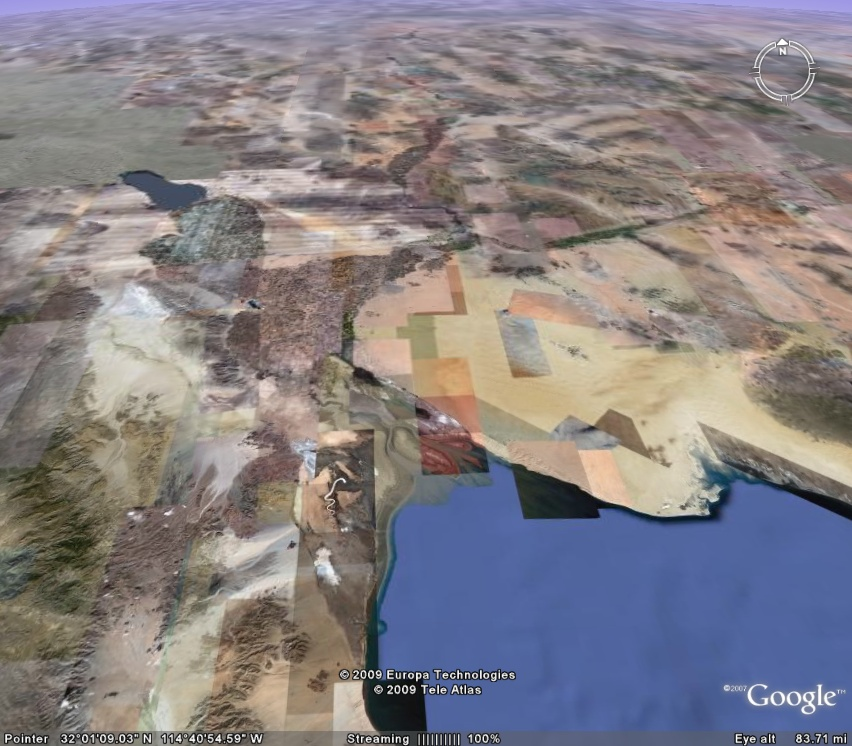 N
© 2009 Europa Technologies
© 2009 Tele Atlas
©2007 Google™
Pointer 32°01'09.03" N 114°40'54.59" W Streaming |||||||||| 100% Eye alt 83.71 mi